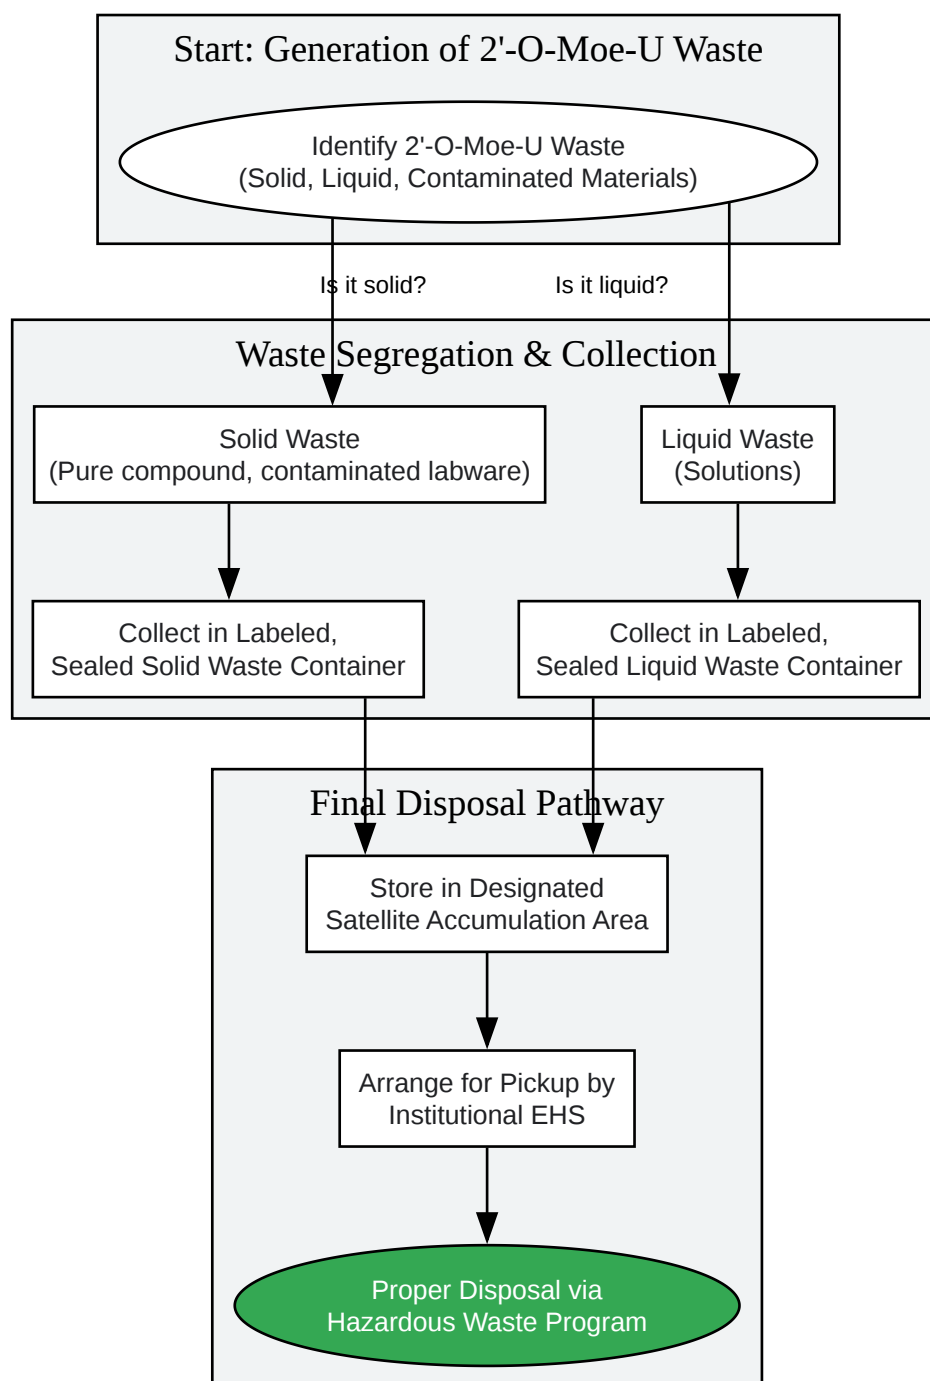 Start: Generation of 2'-O-Moe-U Waste
Identify 2'-O-Moe-U Waste
(Solid, Liquid, Contaminated Materials)
Is it solid?
Is it liquid?
Waste Segregation & Collection
Solid Waste
(Pure compound, contaminated labware)
Liquid Waste
(Solutions)
Collect in Labeled,
Sealed Solid Waste Container
Collect in Labeled,
Sealed Liquid Waste Container
Final Disposal Pathway
Store in Designated
Satellite Accumulation Area
Arrange for Pickup by
Institutional EHS
Proper Disposal via
Hazardous Waste Program